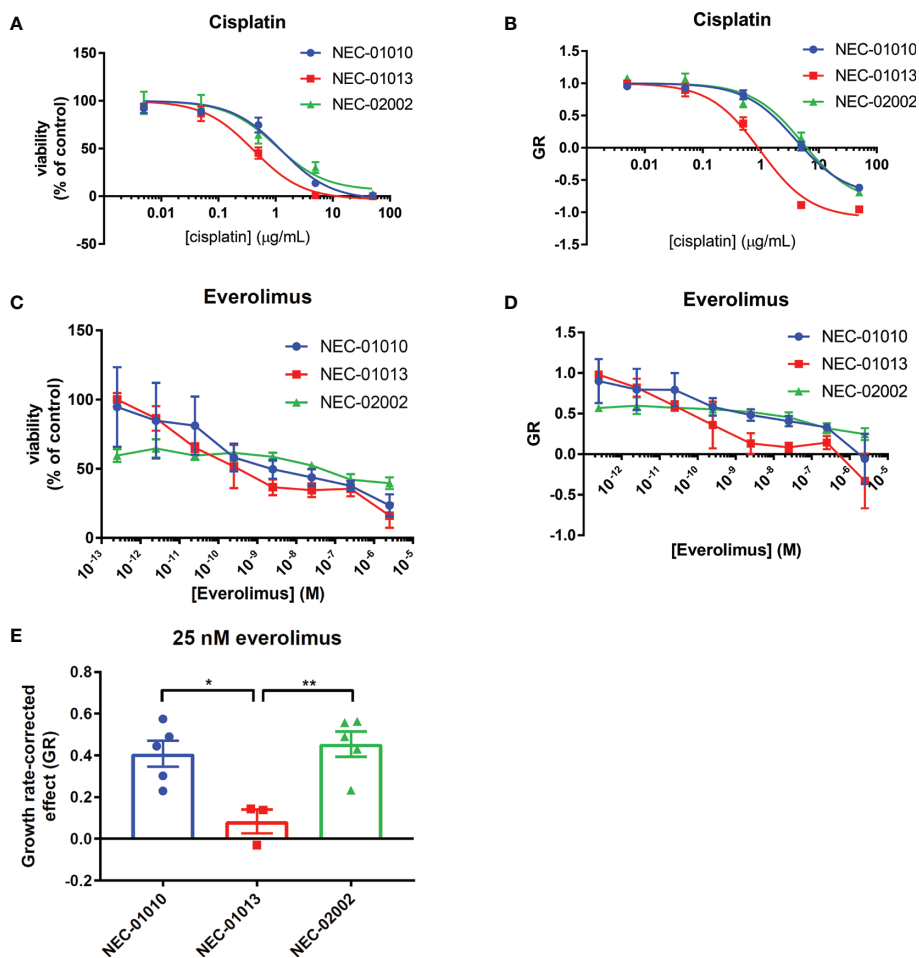 A
Cisplatin
NEC-01010
NEC-01013
NEC-02002
viability
(% of control)
150
100
50
0
-50
0.01
0.1
1
10
100
[cisplatin] (μg/mL)
B
Cisplatin
NEC-01010
NEC-01013
NEC-02002
GR
1.5
1.0
0.5
0.0
-0.5
-1.0
-1.5
0.01
0.1
1
10
100
[cisplatin] (μg/mL)
C
Everolimus
NEC-01010
NEC-01013
NEC-02002
viability
(% of control)
150
100
50
0
10⁻¹³
10⁻¹²
10⁻¹¹
10⁻¹⁰
10⁻⁹
10⁻⁸
10⁻⁷
10⁻⁶
10⁻⁵
[Everolimus] (M)
D
Everolimus
NEC-01010
NEC-01013
NEC-02002
GR
1.5
1.0
0.5
0.0
-0.5
-1.0
10⁻¹²
10⁻¹¹
10⁻¹⁰
10⁻⁹
10⁻⁸
10⁻⁷
10⁻⁶
10⁻⁵
[Everolimus] (M)
E
25 nM everolimus
Growth rate-corrected
effect (GR)
0.8
0.6
0.4
0.2
0.0
-0.2
*
**
NEC-01010
NEC-01013
NEC-02002